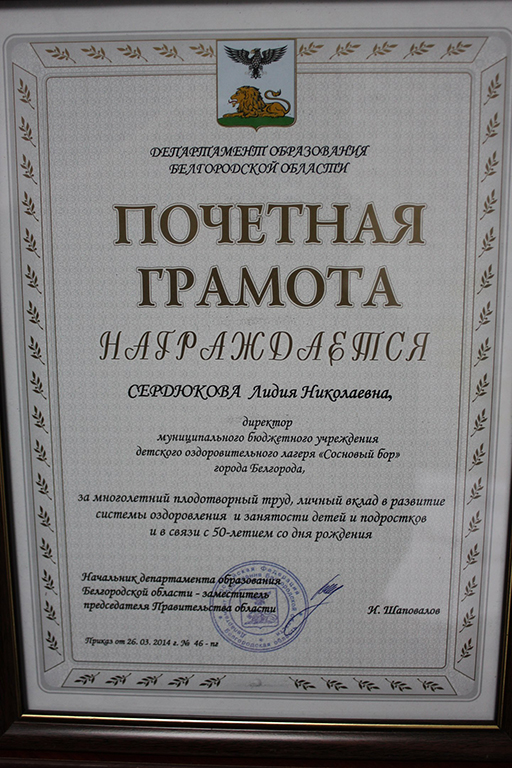 ДЕПАРТАМЕНТ ОБРАЗОВАНИЯ
БЕЛГОРОДСКОЙ ОБЛАСТИ
ПОЧЕТНАЯ
ГРАМОТА
НАГРАЖДАЕТСЯ
СЕРДЮКОВА Лидия Николаевна,
директор
муниципального бюджетного учреждения
детского оздоровительного лагеря «Сосновый бор»
города Белгорода,
за многолетний плодотворный труд, личный вклад в развитие
системы оздоровления и занятости детей и подростков
и в связи с 50-летием со дня рождения
Начальник департамента образования
Белгородской области - заместитель
председателя Правительства области
И. Шаповалов
Приказ от 26. 03. 2014 г. № 46 - пг